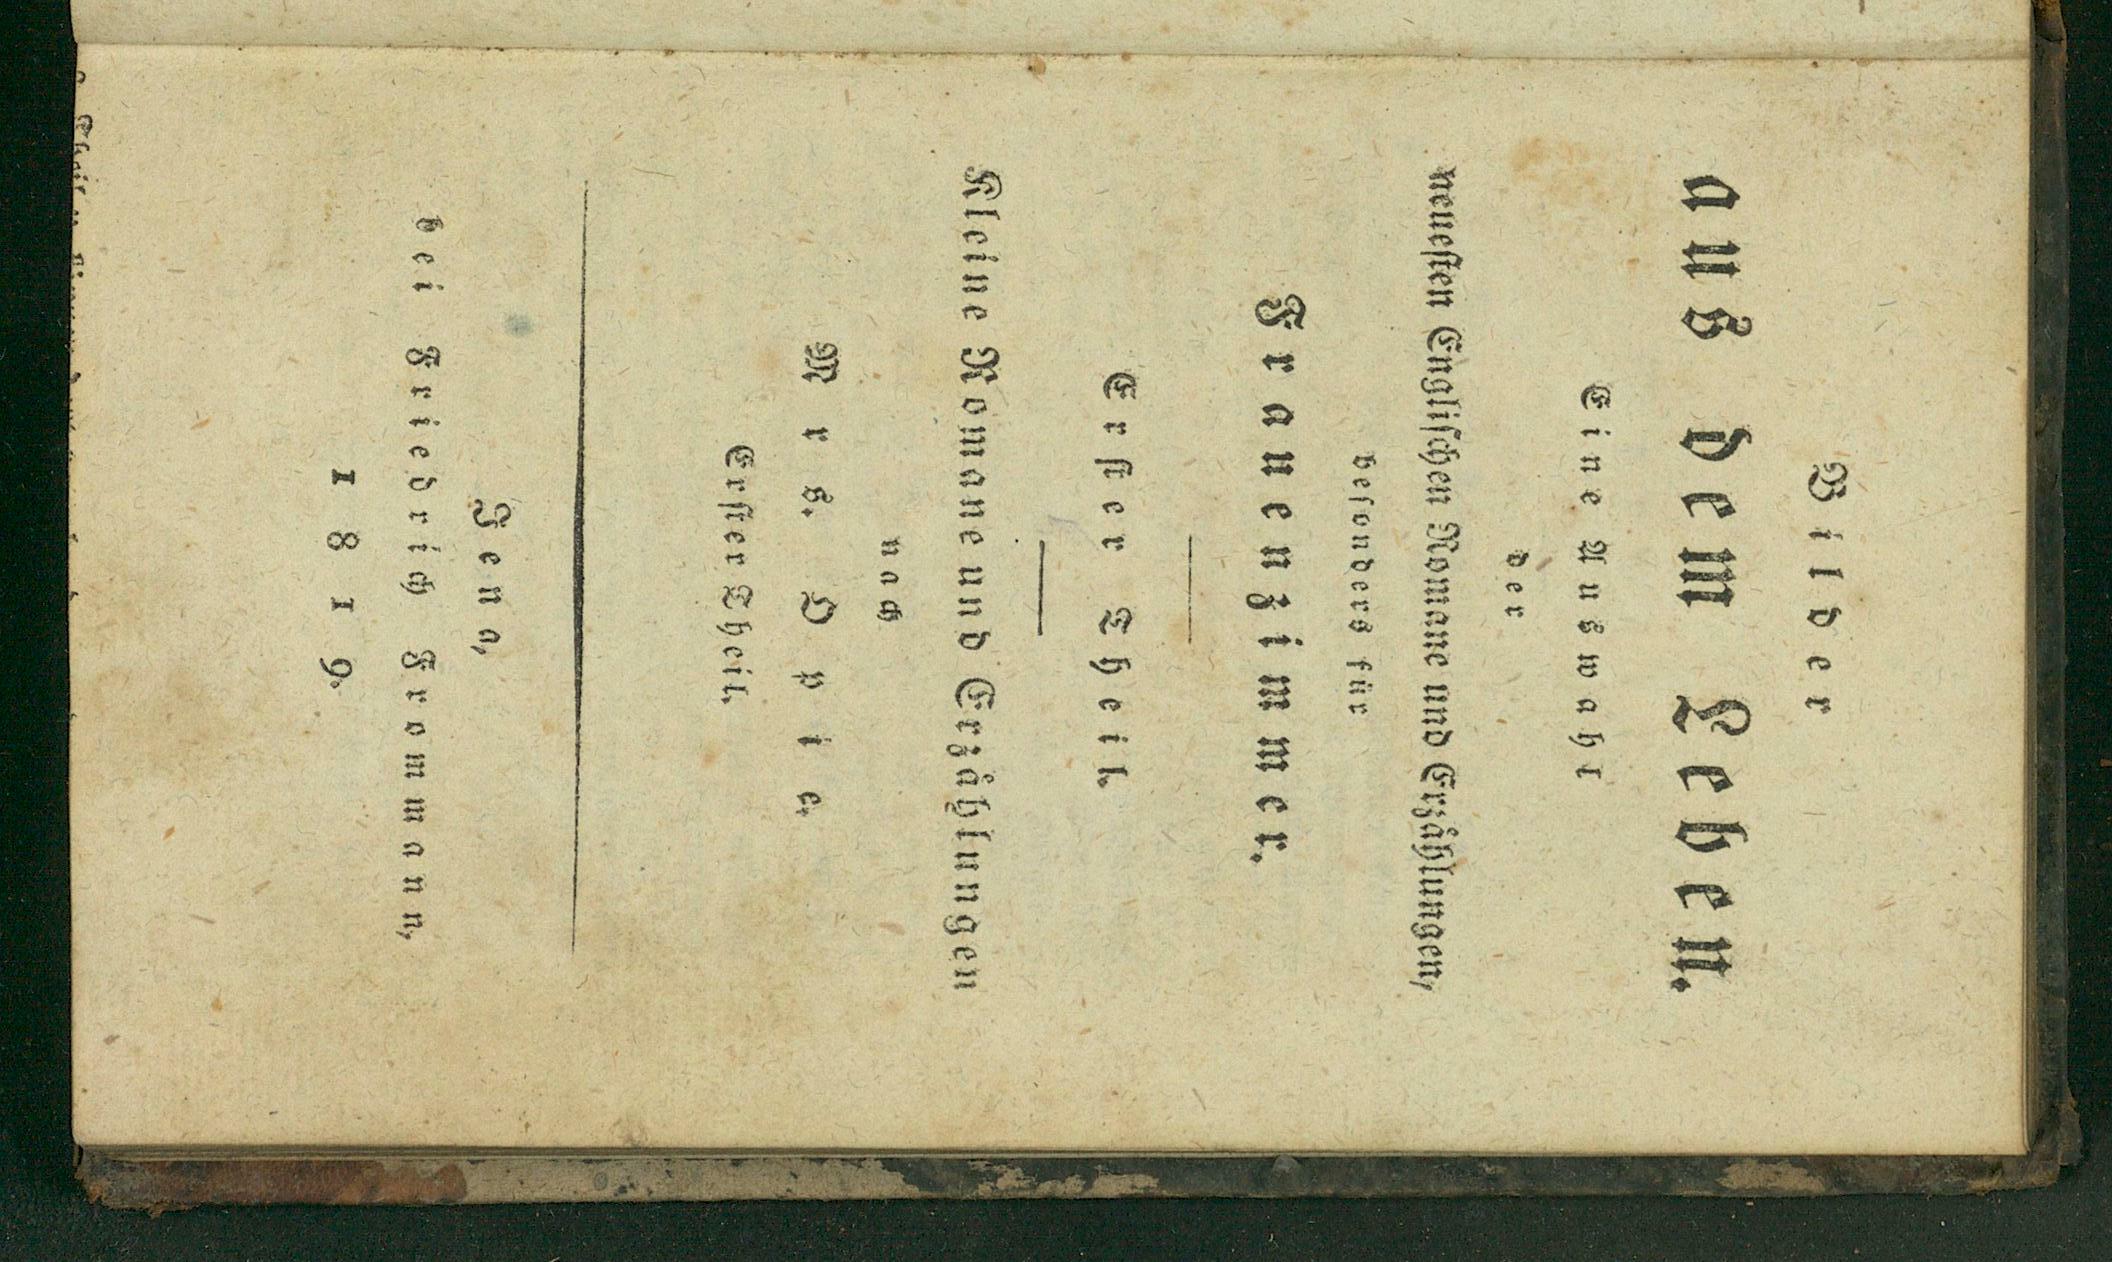 Bilder
aus dem Leben.
Eine Auswahl
der
neuesten Englischen Romane und Erzählungen,
besonders für
Frauenzimmer.
Erster Theil.
Kleine Romane und Erzählungen
nach
Mrs. Opie.
Erster Theil.
Jena,
bei Friedrich Frommann,
1819.